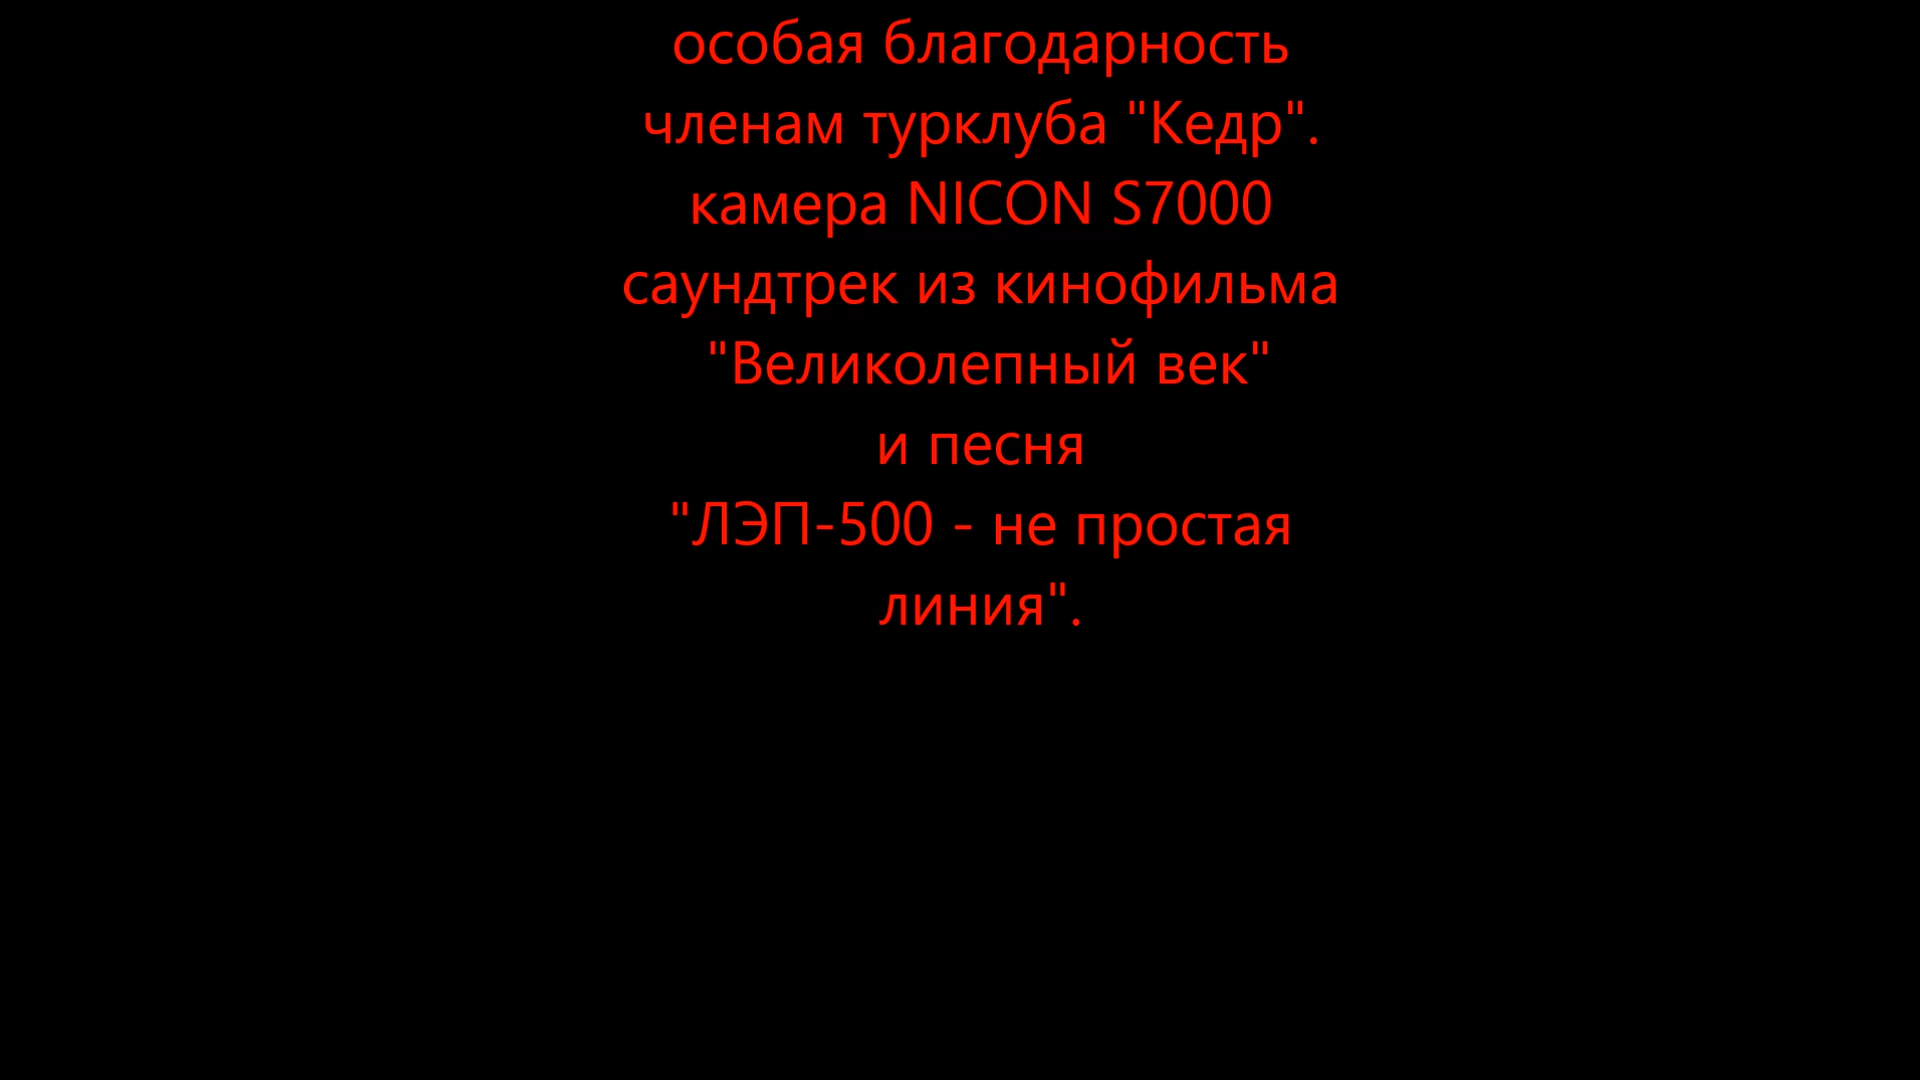 особая благодарность
членам турклуба "Кедр".
камера NICON S7000
саундтрек из кинофильма
"Великолепный век"
и песня
"ЛЭП-500 - не простая
линия".